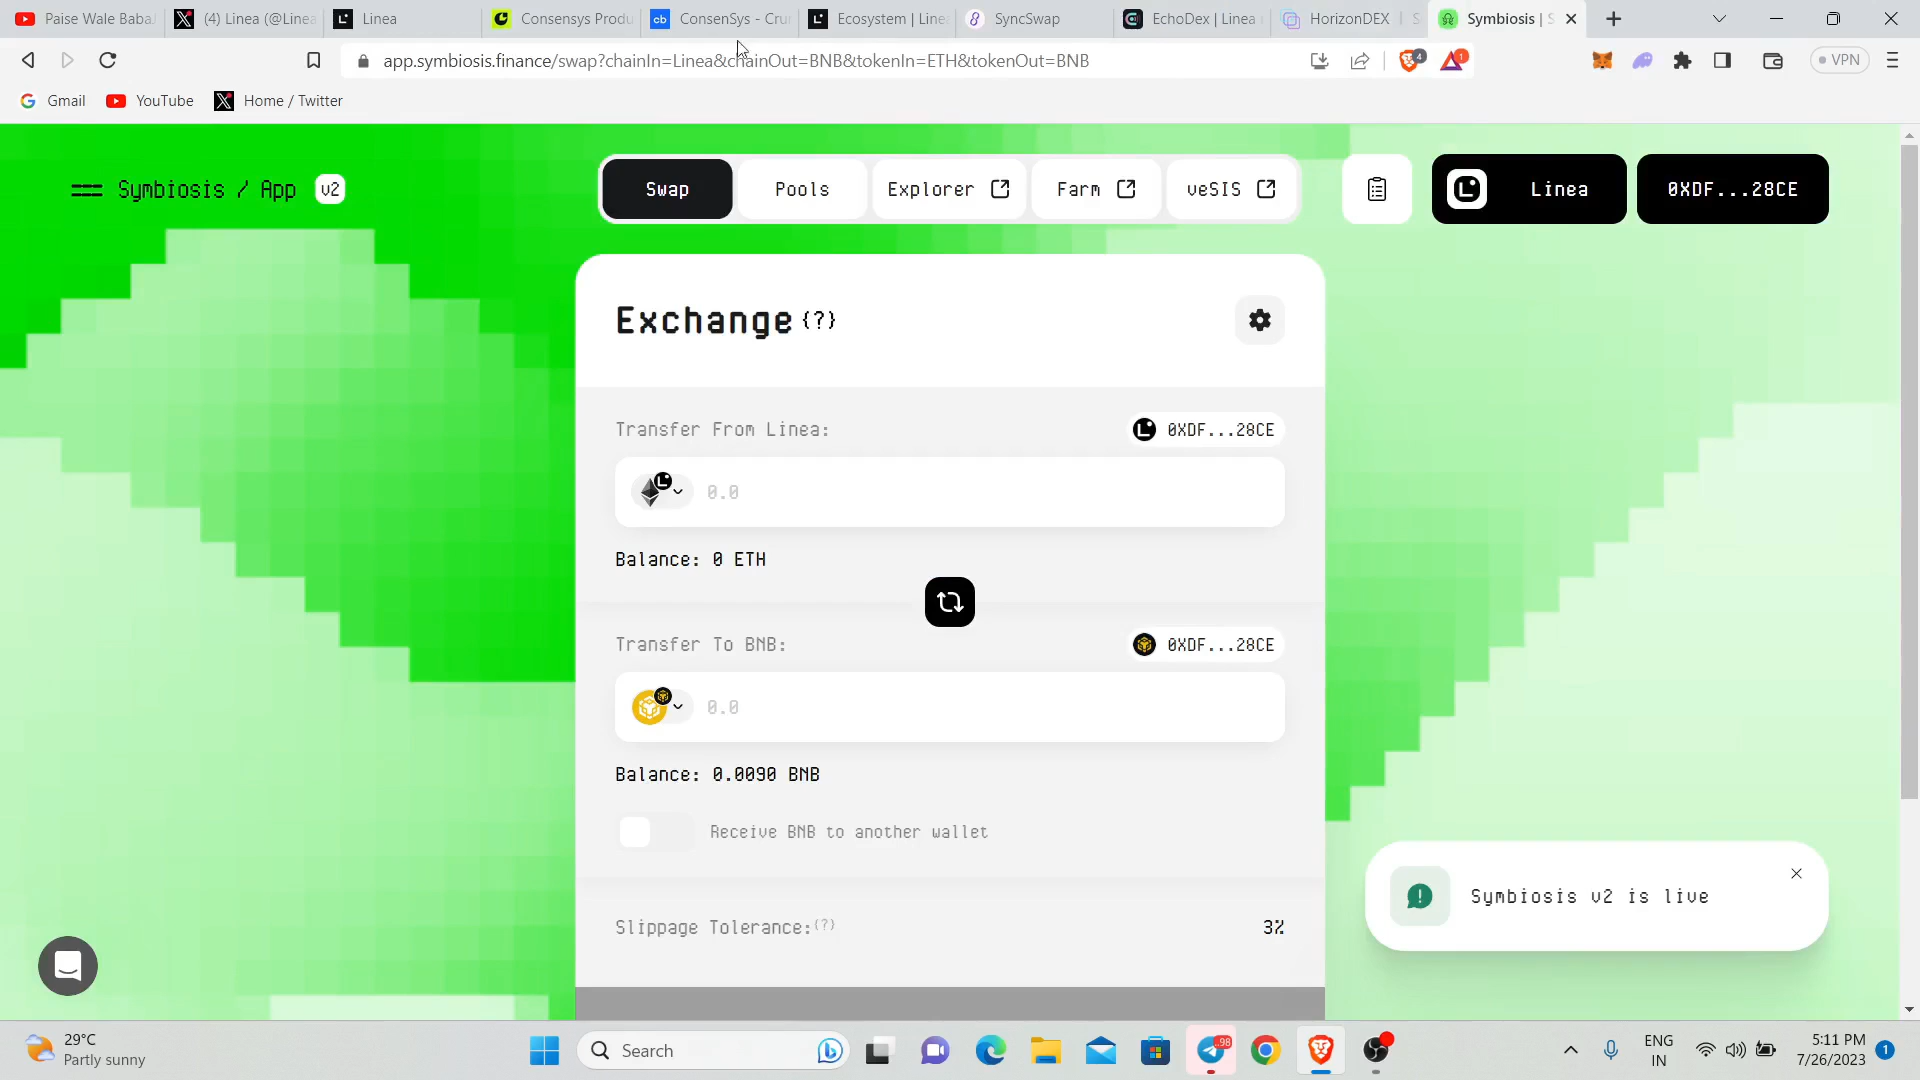 Paise Wale Baba
(4) Linea (@Linea
Linea
Consensys Produ
ConsenSys - Cru
Ecosystem | Line
SyncSwap
EchoDex | Linea
HorizonDEX | S
Symbiosis | S
app.symbiosis.finance/swap?chainIn=Linea&chainOut=BNB&tokenIn=ETH&tokenOut=BNB
4
1
VPN
Gmail
YouTube
Home / Twitter
Symbiosis / App v2
Swap
Pools
Explorer
Farm
veSIS
Linea
0XDF...28CE
Exchange (?)
Transfer From Linea:
0XDF...28CE
0.0
Balance: 0 ETH
Transfer To BNB:
0XDF...28CE
0.0
Balance: 0.0090 BNB
Receive BNB to another wallet
Slippage Tolerance:(?)
3%
Symbiosis v2 is live
29°C
Partly sunny
Search
98
ENG
IN
5:11 PM
7/26/2023
1